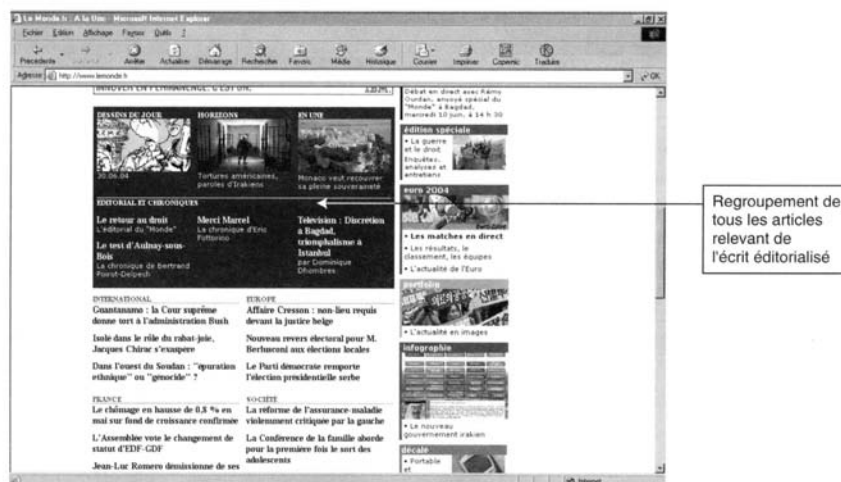 Le Monde.fr : A la Une - Microsoft Internet Explorer
Fichier Edition Affichage Favoris Outils ?
Précédente Arrêter Actualiser Démarrage Rechercher Favoris Média Historique Courrier Imprimer Copernic Traduire
Adresse http://www.lemonde.fr OK
INNOVER EN PERMANENCE, C'EST UN.
DESSINS DU JOUR
30.06.04
HORIZONS
Tortures américaines,
paroles d'Irakiens
EN UNE
Monaco veut recouvrer
sa pleine souveraineté
EDITORIAL ET CHRONIQUES
Le retour au droit
L'éditorial du "Monde"
Le test d'Aulnay-sous-
Bois
La chronique de Bertrand
Poirot-Delpech
Merci Marcel
La chronique d'Eric
Fottorino
Télévision : Discrétion
à Bagdad,
triomphalisme à
Istanbul
par Dominique
Dhombres
INTERNATIONAL
Guantanamo : la Cour suprême
donne tort à l'administration Bush
Isolé dans le rôle du rabat-joie,
Jacques Chirac s'exaspère
Dans l'ouest du Soudan : "épuration
ethnique" ou "génocide" ?
EUROPE
Affaire Cresson : non-lieu requis
devant la justice belge
Nouveau revers électoral pour M.
Berlusconi aux élections locales
Le Parti démocrate remporte
l'élection présidentielle serbe
FRANCE
Le chômage en hausse de 0,8 % en
mai sur fond de croissance confirmée
L'Assemblée vote le changement de
statut d'EDF-GDF
Jean-Luc Romero démissionne de ses
SOCIÉTÉ
La réforme de l'assurance-maladie
violemment critiquée par la gauche
La Conférence de la famille aborde
pour la première fois le sort des
adolescents
Débat en direct avec Rémy
Ourdan, envoyé spécial du
"Monde" à Bagdad,
mercredi 10 juin, à 14 h 30
édition spéciale
• La guerre
et le droit
Enquêtes,
analyses et
entretiens
euro 2004
• Les matches en direct
• Les résultats, le
classement, les équipes
• L'actualité de l'Euro
portfolio
• L'actualité en images
infographie
• Le nouveau
gouvernement irakien
décalé
• Portable
et
Internet
Regroupement de
tous les articles
relevant de
l'écrit éditorialisé